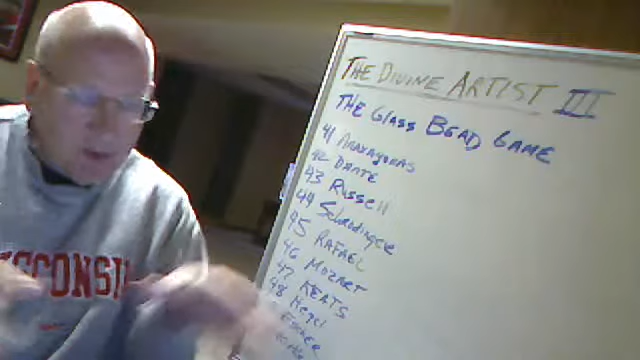 THE DIVINE ARTIST III
THE GLASS BEAD GAME
41 ANAXAGORAS
42 DANTE
43 RUSSELL
44 Schrodinger
45 RAFAEL
46 MOZART
47 KEATS
48 Hegel
Escher
WISCONSIN